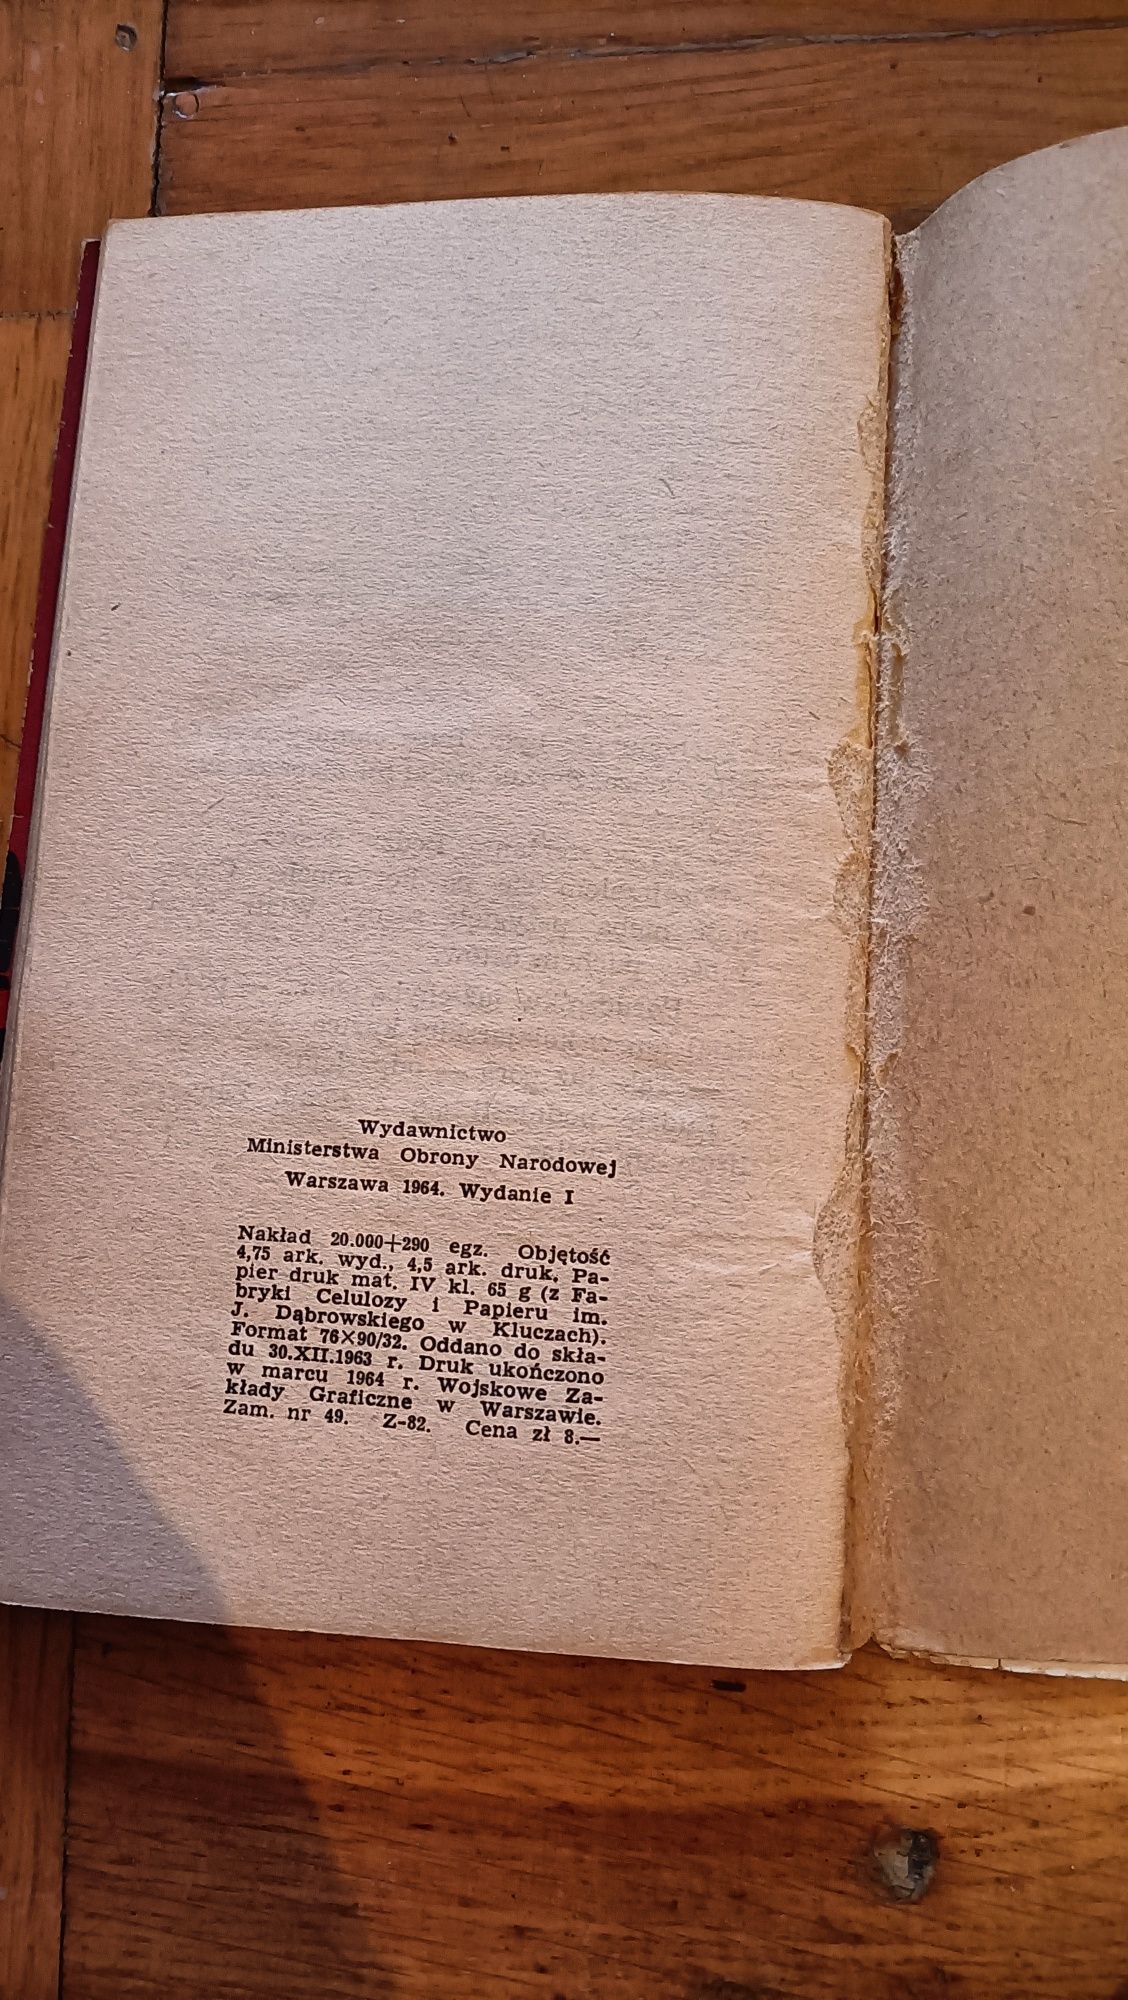 Wydawnictwo
Ministerstwa Obrony Narodowej
Warszawa 1964. Wydanie I
Nakład 20.000+290 egz. Objętość
4,75 ark. wyd., 4,5 ark. druk. Pa-
pier druk mat. IV kl. 65 g (z Fa-
bryki Celulozy i Papieru im.
J. Dąbrowskiego w Kluczach).
Format 76×90/32. Oddano do skła-
du 30.XII.1963 r. Druk ukończono
w marcu 1964 r. Wojskowe Za-
kłady Graficzne w Warszawie.
Zam. nr 49. Z-82. Cena zł 8.—